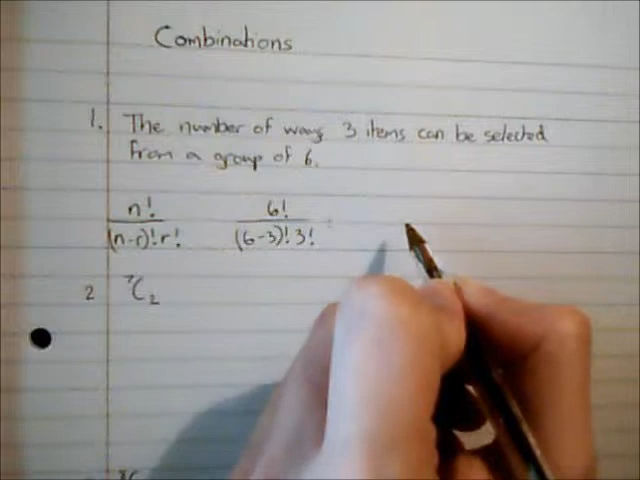 Combinations
1. The number of ways 3 items can be selected
from a group of 6.
n! 6!
(n-r)!r! (6-3)!3!
2 ⁷C₂